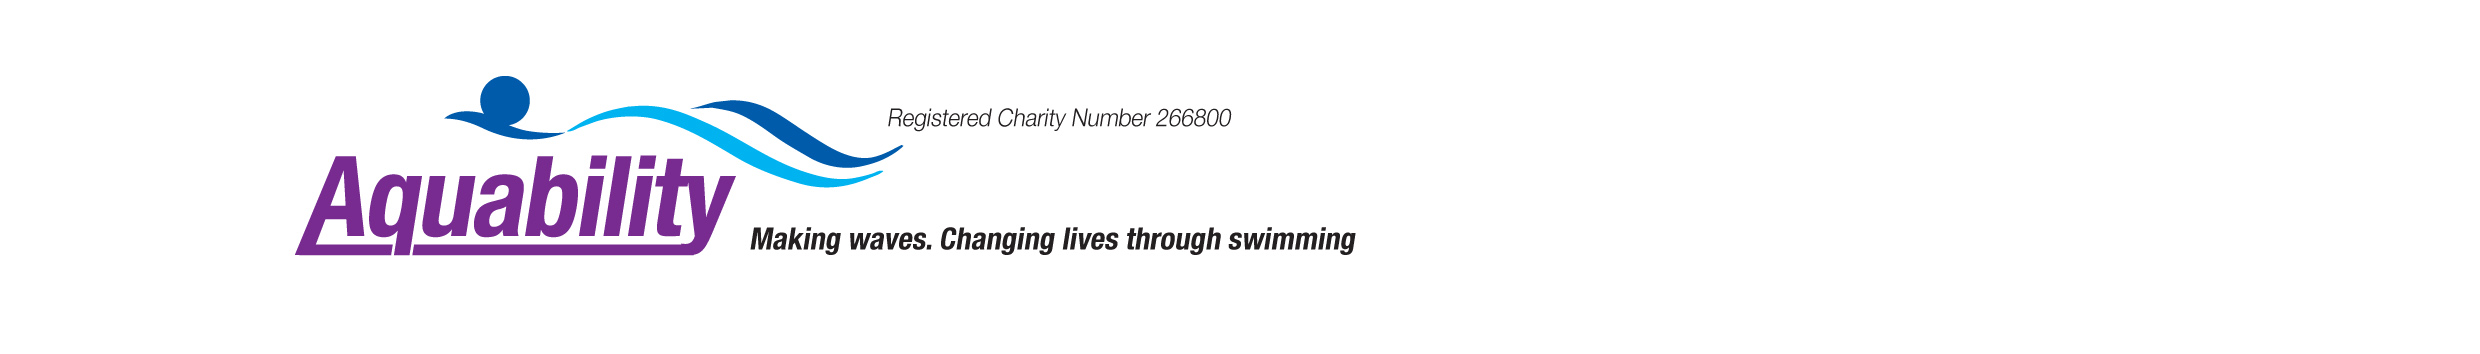 Registered Charity Number 266800
Aquability
Making waves. Changing lives through swimming